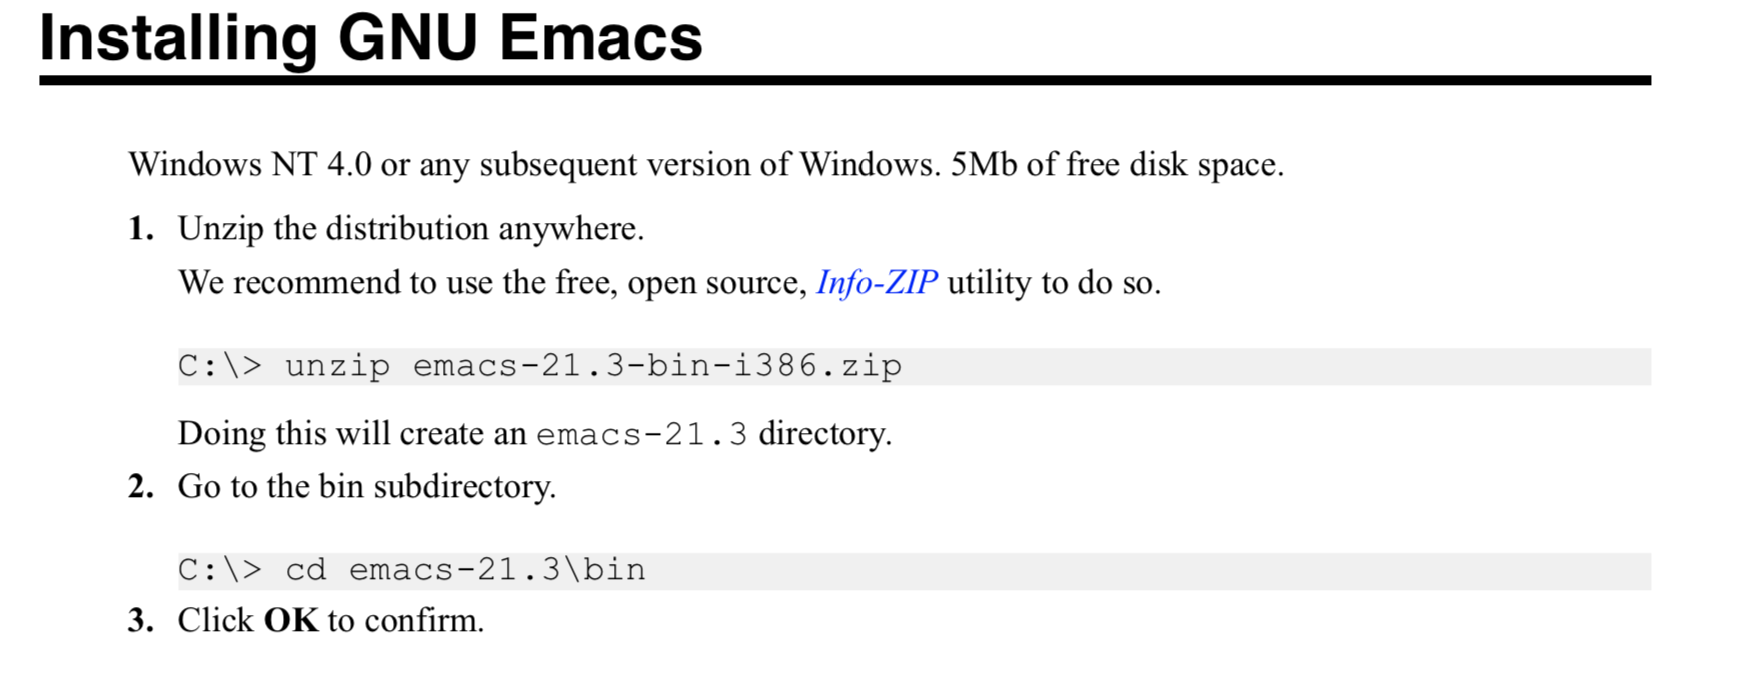 Installing GNU Emacs
Windows NT 4.0 or any subsequent version of Windows. 5Mb of free disk space.
1. Unzip the distribution anywhere.
We recommend to use the free, open source, Info-ZIP utility to do so.
C:\> unzip emacs-21.3-bin-i386.zip
Doing this will create an emacs-21.3 directory.
2. Go to the bin subdirectory.
C:\> cd emacs-21.3\bin
3. Click OK to confirm.